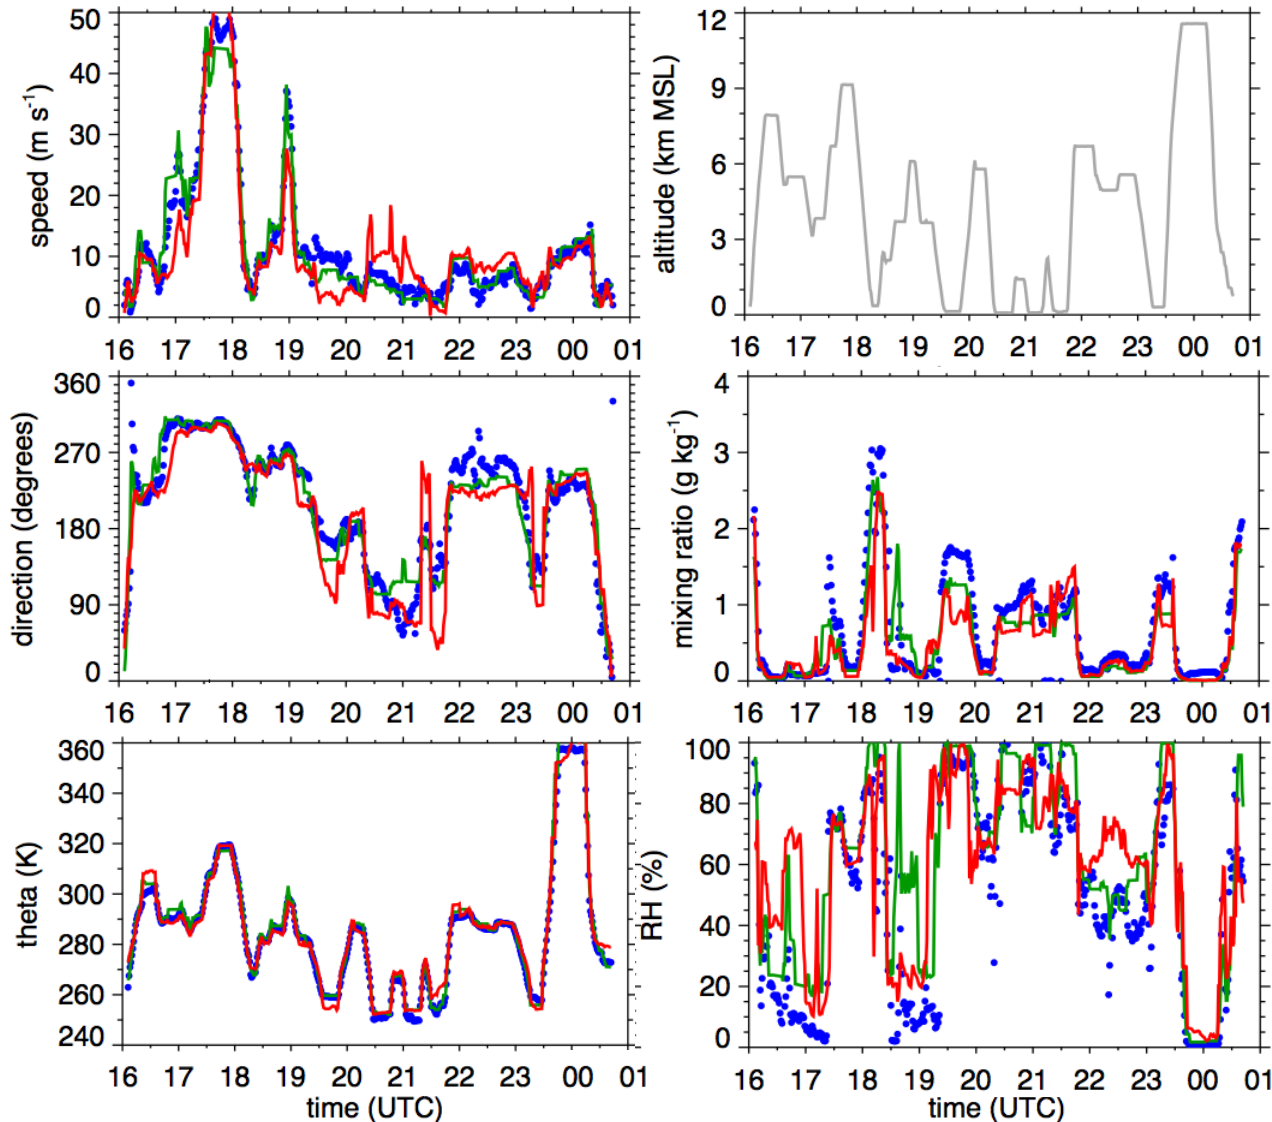 speed (m s-1)
50
40
30
20
10
0
16 17 18 19 20 21 22 23 00 01
altitude (km MSL)
12
9
6
3
0
16 17 18 19 20 21 22 23 00 01
direction (degrees)
360
270
180
90
0
16 17 18 19 20 21 22 23 00 01
mixing ratio (g kg-1)
4
3
2
1
0
16 17 18 19 20 21 22 23 00 01
theta (K)
360
340
320
300
280
260
240
16 17 18 19 20 21 22 23 00 01
time (UTC)
RH (%)
100
80
60
40
20
0
16 17 18 19 20 21 22 23 00 01
time (UTC)